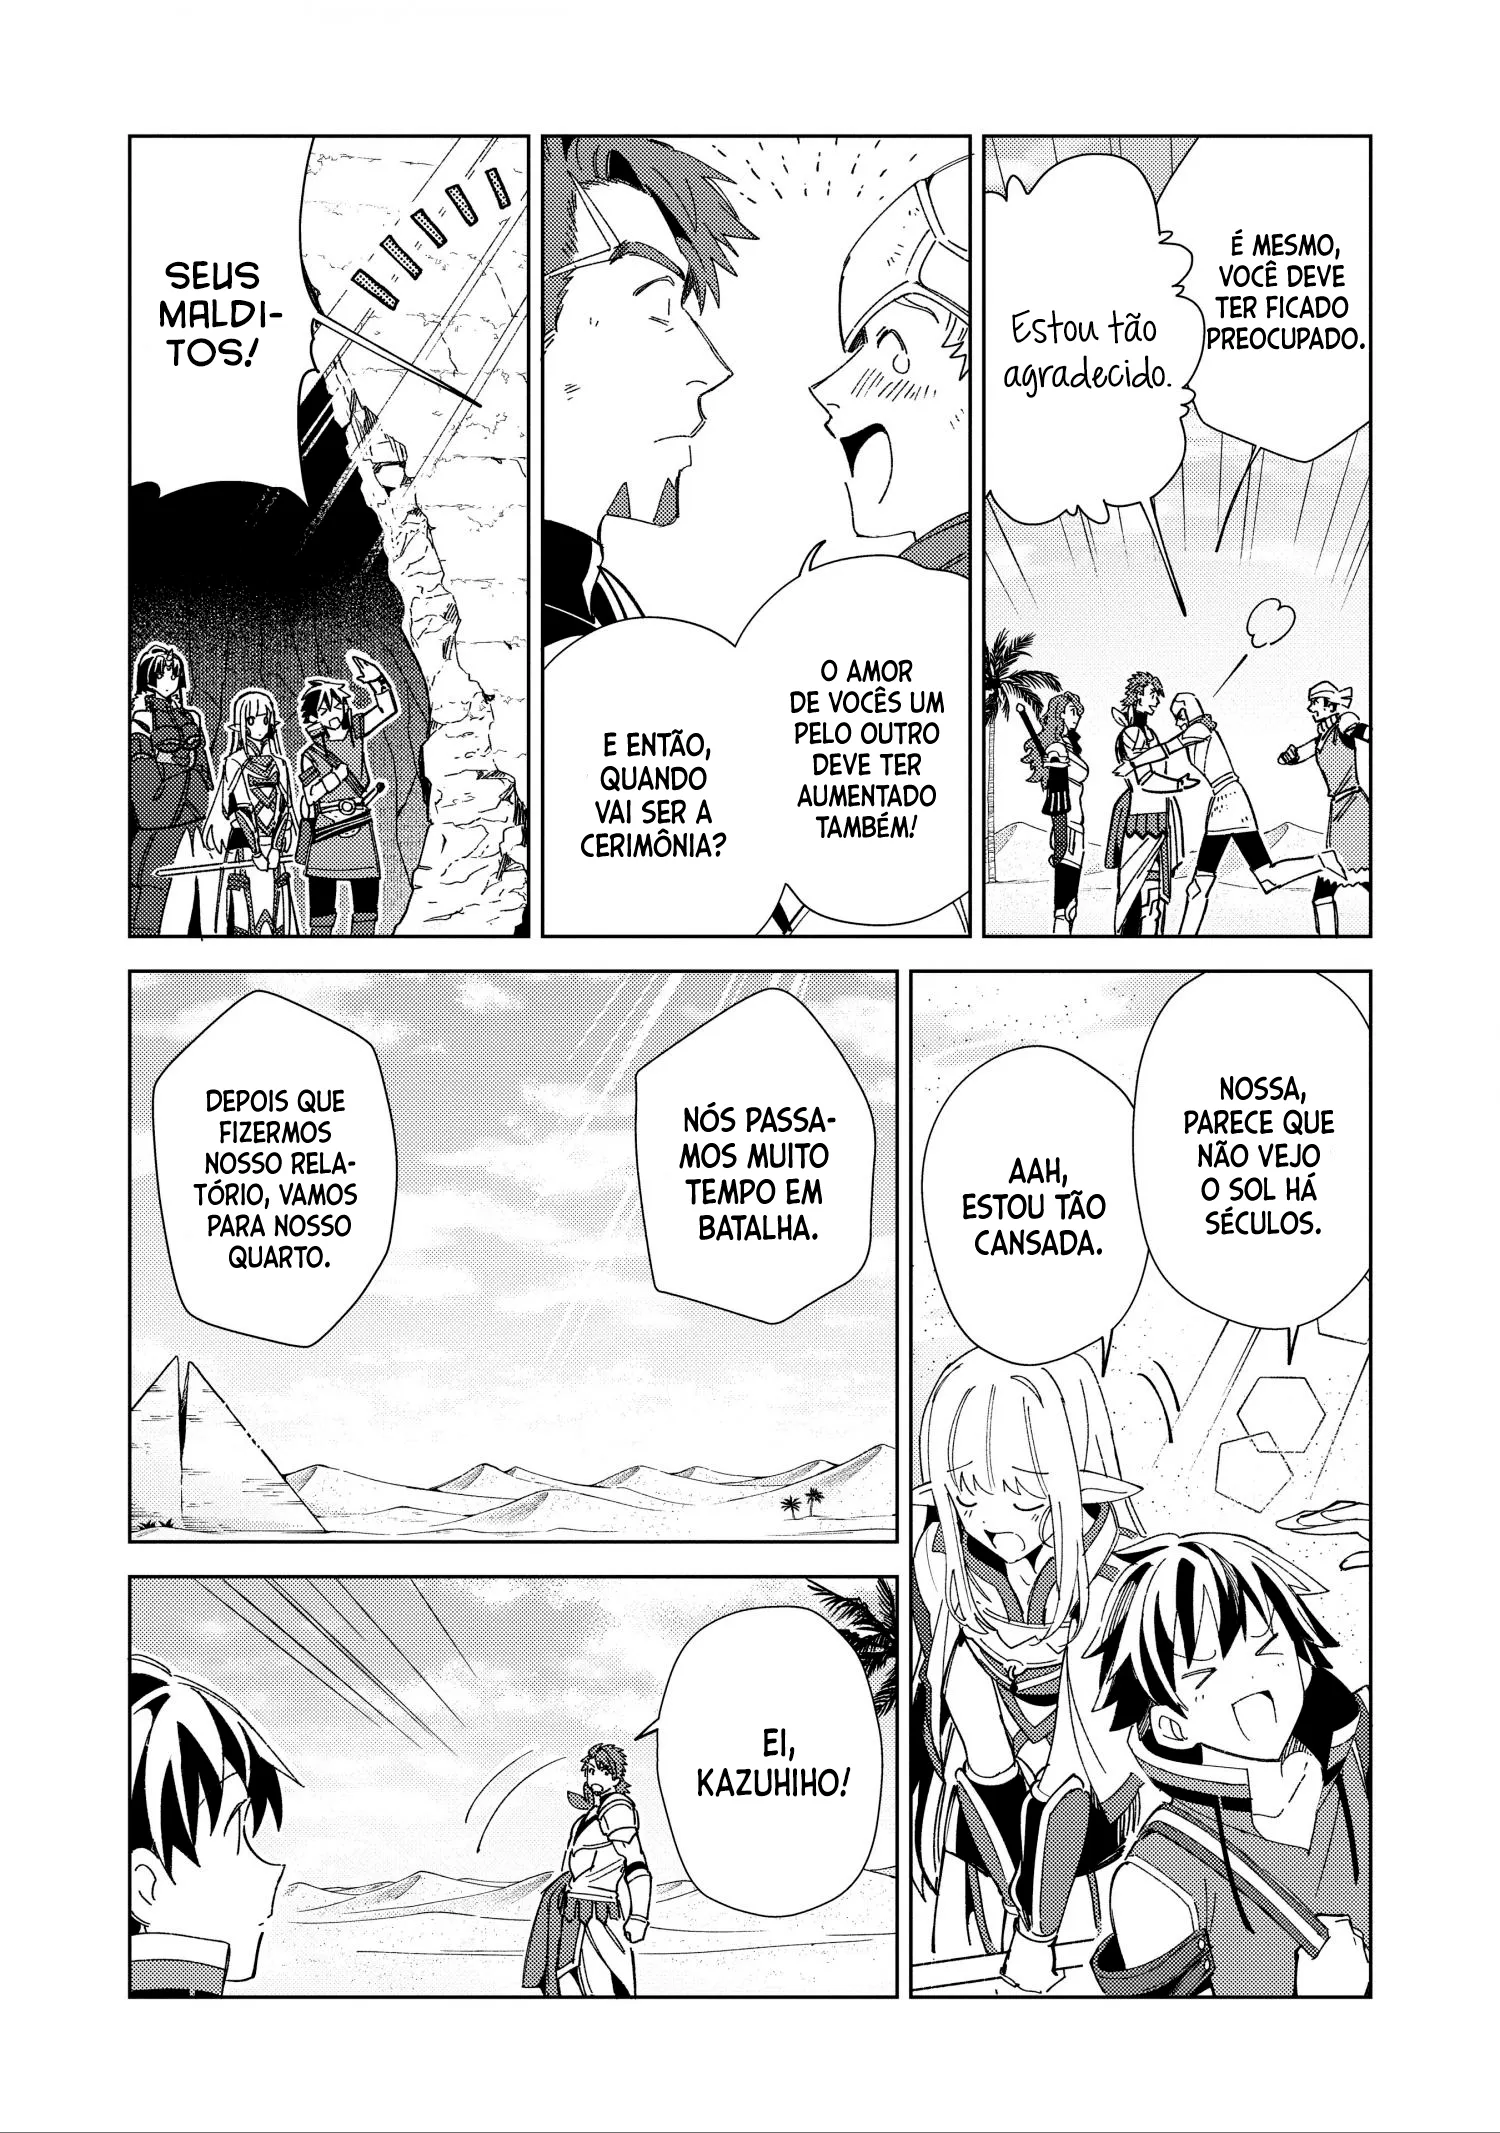 É MESMO,
VOCÊ DEVE
TER FICADO
PREOCUPADO.
Estou tão
agradecido.
O AMOR
DE VOCÊS UM
PELO OUTRO
DEVE TER
AUMENTADO
TAMBÉM!
E ENTÃO,
QUANDO
VAI SER A
CERIMÔNIA?
SEUS
MALDI-
TOS!
NOSSA,
PARECE QUE
NÃO VEJO
O SOL HÁ
SÉCULOS.
AAH,
ESTOU TÃO
CANSADA.
NÓS PASSA-
MOS MUITO
TEMPO EM
BATALHA.
DEPOIS QUE
FIZERMOS
NOSSO RELA-
TÓRIO, VAMOS
PARA NOSSO
QUARTO.
EI,
KAZUHIHO!